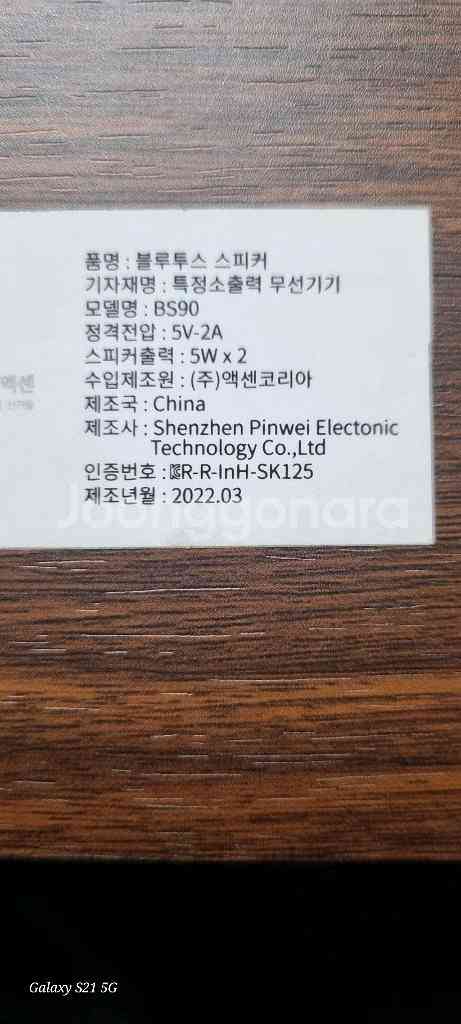 품명 : 블루투스 스피커
기자재명 : 특정소출력 무선기기
모델명 : BS90
정격전압 : 5V-2A
스피커출력 : 5W x 2
액센
수입제조원 : (주)액센코리아
제조국 : China
제조사 : Shenzhen Pinwei Electonic
Technology Co.,Ltd
인증번호 : R-R-InH-SK125
제조년월 : 2022.03
Joonggonara
Galaxy S21 5G